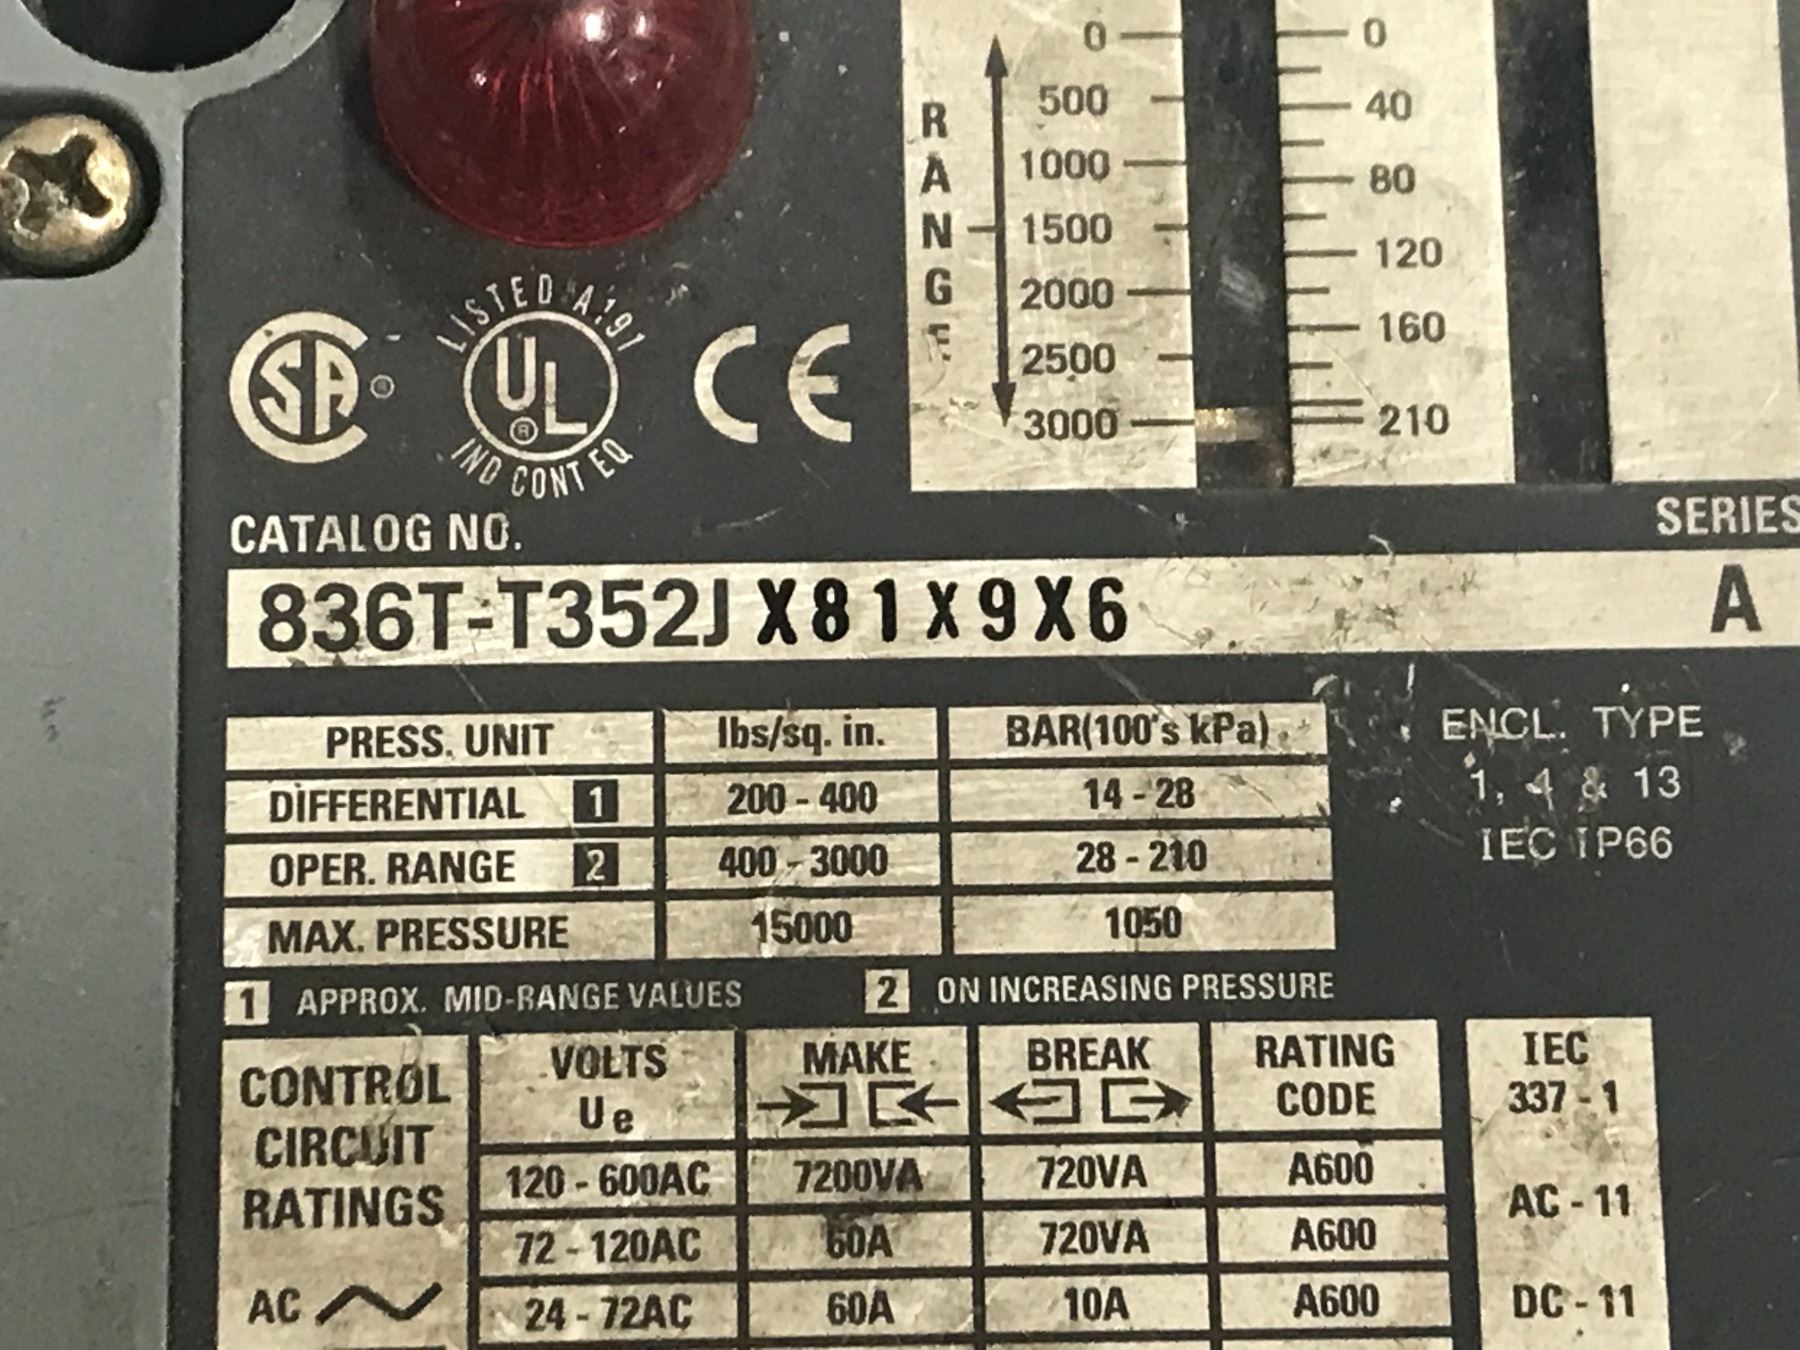 0 0
500 40
1000 80
RANGE
1500 120
2000 160
2500
3000 210
SA ®
LISTED A191
UL ®
IND CONT EQ
CE
CATALOG NO. SERIES
836T-T352J X81X9X6 A
PRESS. UNIT lbs/sq. in. BAR(100's kPa)
DIFFERENTIAL 1 200 - 400 14 - 28
OPER. RANGE 2 400 - 3000 28 - 210
MAX. PRESSURE 15000 1050
ENCL. TYPE
1, 4 & 13
IEC IP66
1 APPROX. MID-RANGE VALUES 2 ON INCREASING PRESSURE
CONTROL
CIRCUIT
RATINGS
AC
VOLTS MAKE BREAK RATING
Ue CODE
120 - 600AC 7200VA 720VA A600
72 - 120AC 60A 720VA A600
24 - 72AC 60A 10A A600
IEC
337 - 1
AC - 11
DC - 11